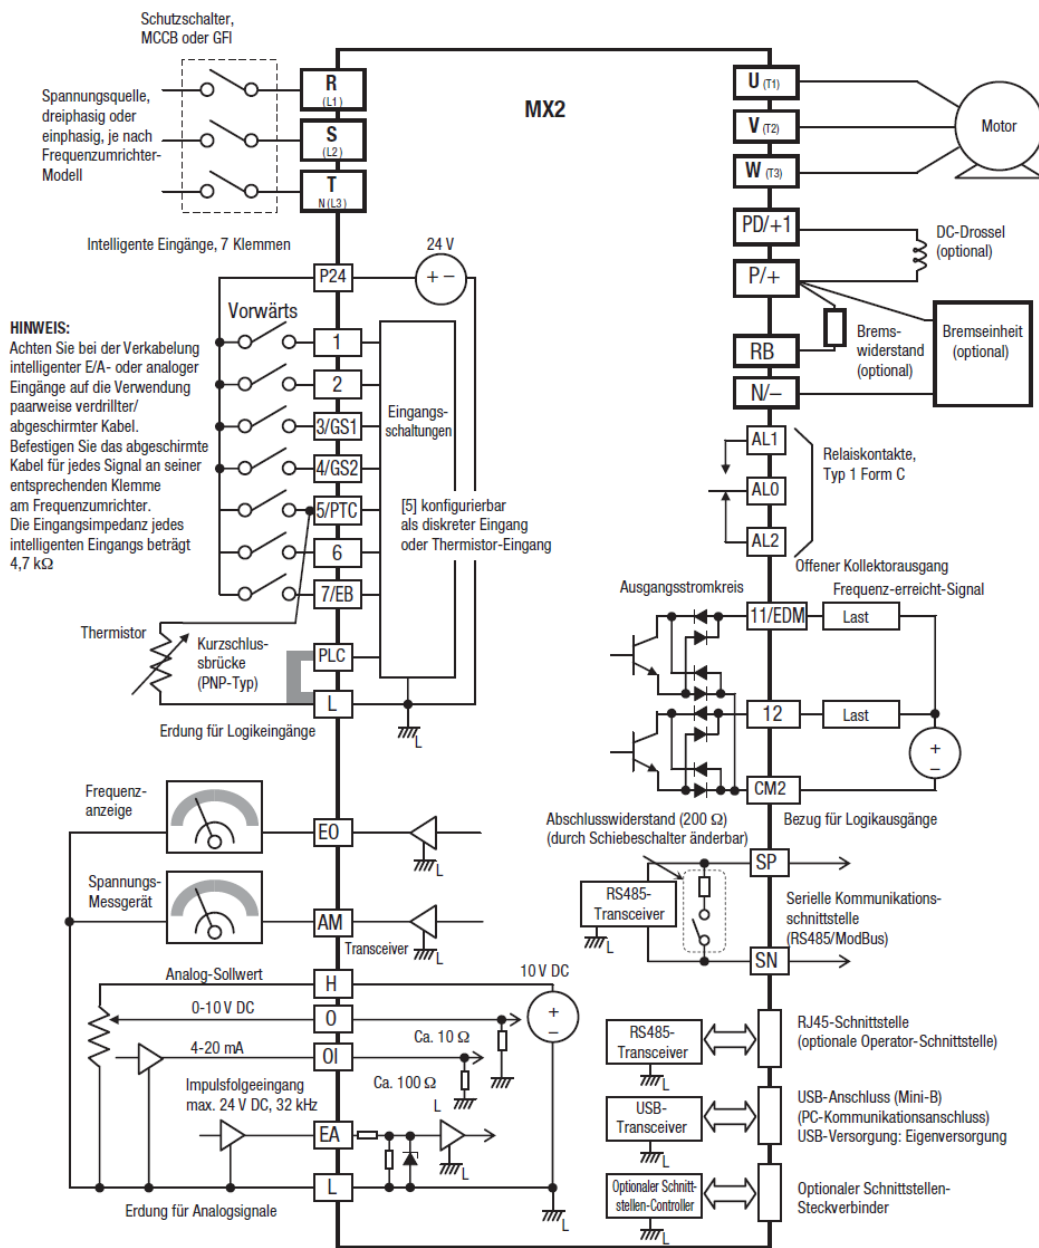 Schutzschalter,
MCCB oder GFI
Spannungsquelle,
dreiphasig oder
einphasig, je nach
Frequenzumrichter-
Modell
R
(L1)
S
(L2)
T
N (L3)
MX2
U (T1)
V (T2)
W (T3)
Motor
PD/+1
P/+
DC-Drossel
(optional)
RB
N/–
Brems-
widerstand
(optional)
Bremseinheit
(optional)
Intelligente Eingänge, 7 Klemmen
24 V
P24
+ –
Vorwärts
HINWEIS:
Achten Sie bei der Verkabelung
intelligenter E/A- oder analoger
Eingänge auf die Verwendung
paarweise verdrillter/
abgeschirmter Kabel.
Befestigen Sie das abgeschirmte
Kabel für jedes Signal an seiner
entsprechenden Klemme
am Frequenzumrichter.
Die Eingangsimpedanz jedes
intelligenten Eingangs beträgt
4,7 kΩ
1
2
3/GS1
4/GS2
5/PTC
6
7/EB
PLC
L
Eingangs-
schaltungen
[5] konfigurierbar
als diskreter Eingang
oder Thermistor-Eingang
Thermistor
Kurzschlus-
sbrücke
(PNP-Typ)
L
Erdung für Logikeingänge
AL1
AL0
AL2
Relaiskontakte,
Typ 1 Form C
Offener Kollektorausgang
Ausgangsstromkreis
Frequenz-erreicht-Signal
11/EDM
Last
12
Last
+
–
CM2
Bezug für Logikausgänge
Frequenz-
anzeige
EO
L
Spannungs-
Messgerät
AM
Transceiver
L
Abschlusswiderstand (200 Ω)
(durch Schiebeschalter änderbar)
SP
RS485-
Transceiver
L
SN
Serielle Kommunikations-
schnittstelle
(RS485/ModBus)
Analog-Sollwert
H
10 V DC
0-10 V DC
O
+
–
4-20 mA
OI
Ca. 10 Ω
Ca. 100 Ω
L
Impulsfolgeeingang
max. 24 V DC, 32 kHz
EA
L
L
L
Erdung für Analogsignale
RS485-
Transceiver
L
RJ45-Schnittstelle
(optionale Operator-Schnittstelle)
USB-
Transceiver
L
USB-Anschluss (Mini-B)
(PC-Kommunikationsanschluss)
USB-Versorgung: Eigenversorgung
Optionaler Schnitt-
stellen-Controller
L
Optionaler Schnittstellen-
Steckverbinder